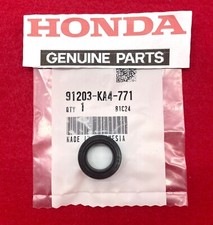 HONDA
GENUINE PARTS
91203-KA4-771
QTY 1 81C24